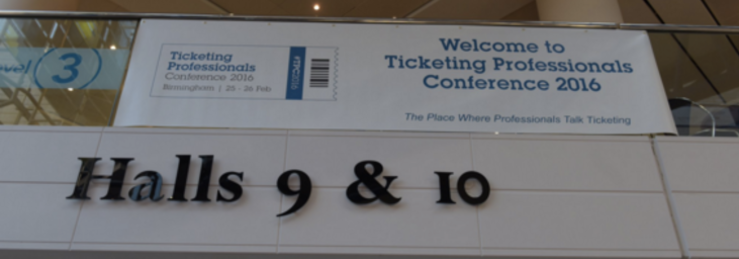 Level 3
Ticketing
Professionals
Conference 2016
Birmingham | 25 - 26 Feb
#TPC2016
Welcome to
Ticketing Professionals
Conference 2016
The Place Where Professionals Talk Ticketing
Halls 9 & 10